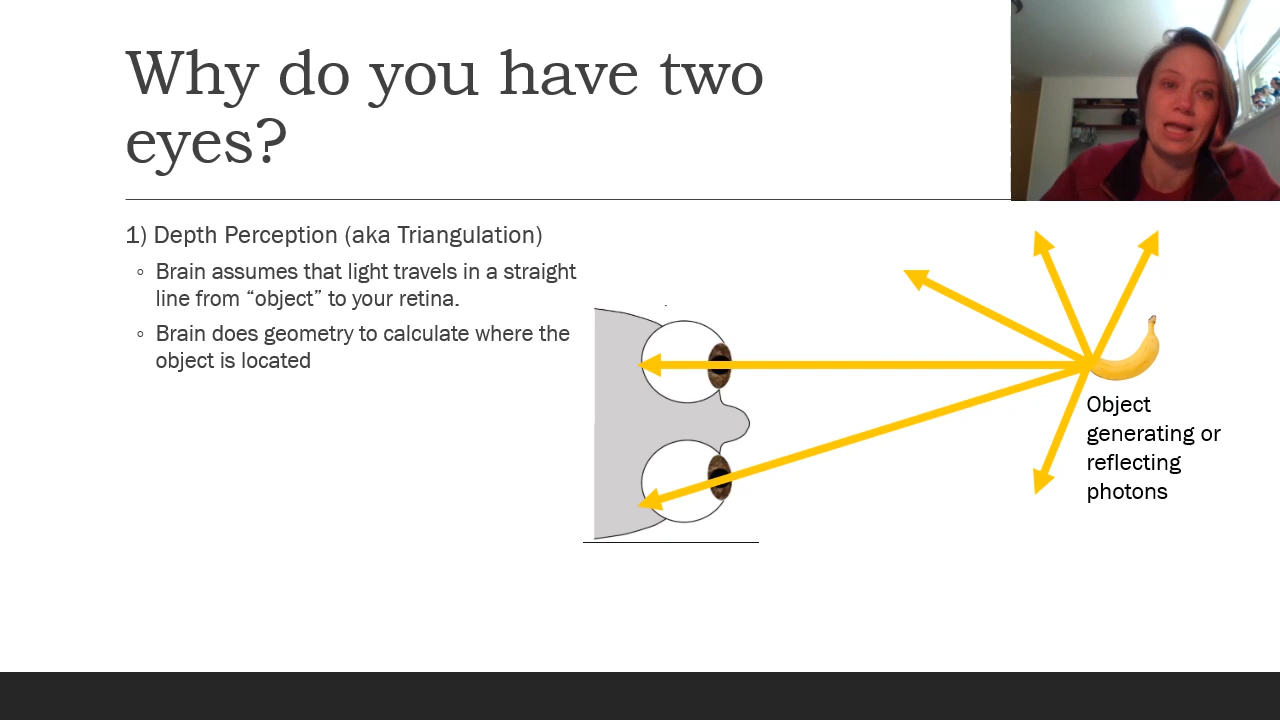 Why do you have two
eyes?
1) Depth Perception (aka Triangulation)
◦ Brain assumes that light travels in a straight
line from “object” to your retina.
◦ Brain does geometry to calculate where the
object is located
Object
generating or
reflecting
photons